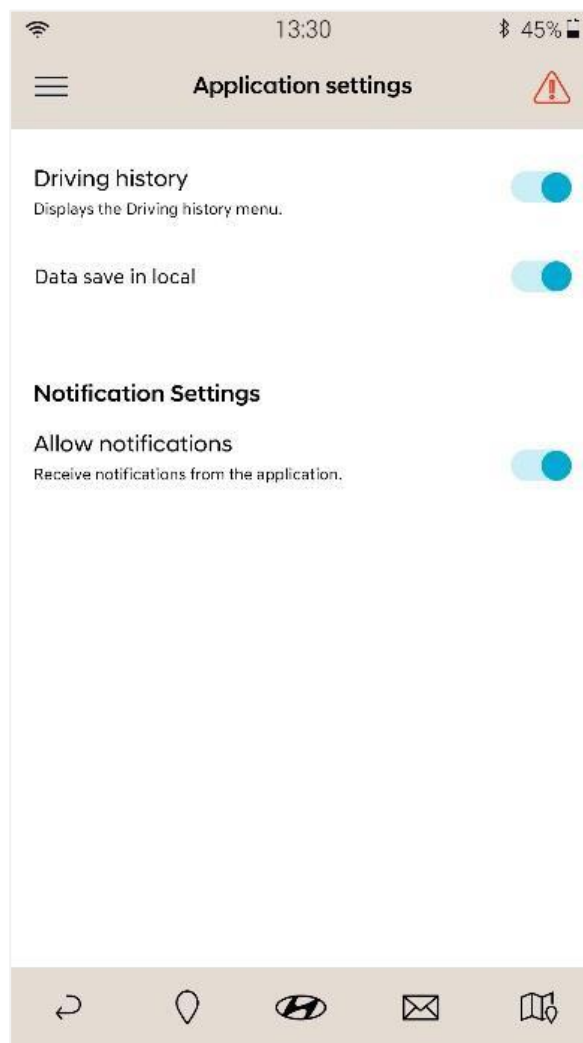 13:30
45%
Application settings
Driving history
Displays the Driving history menu.
Data save in local
Notification Settings
Allow notifications
Receive notifications from the application.